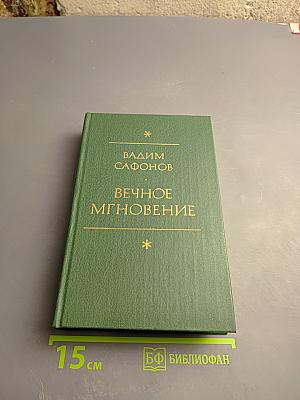 *
ВАДИМ
САФОНОВ
·
ВЕЧНОЕ
МГНОВЕНИЕ
*
15 см
БФ БИБЛИОФАН